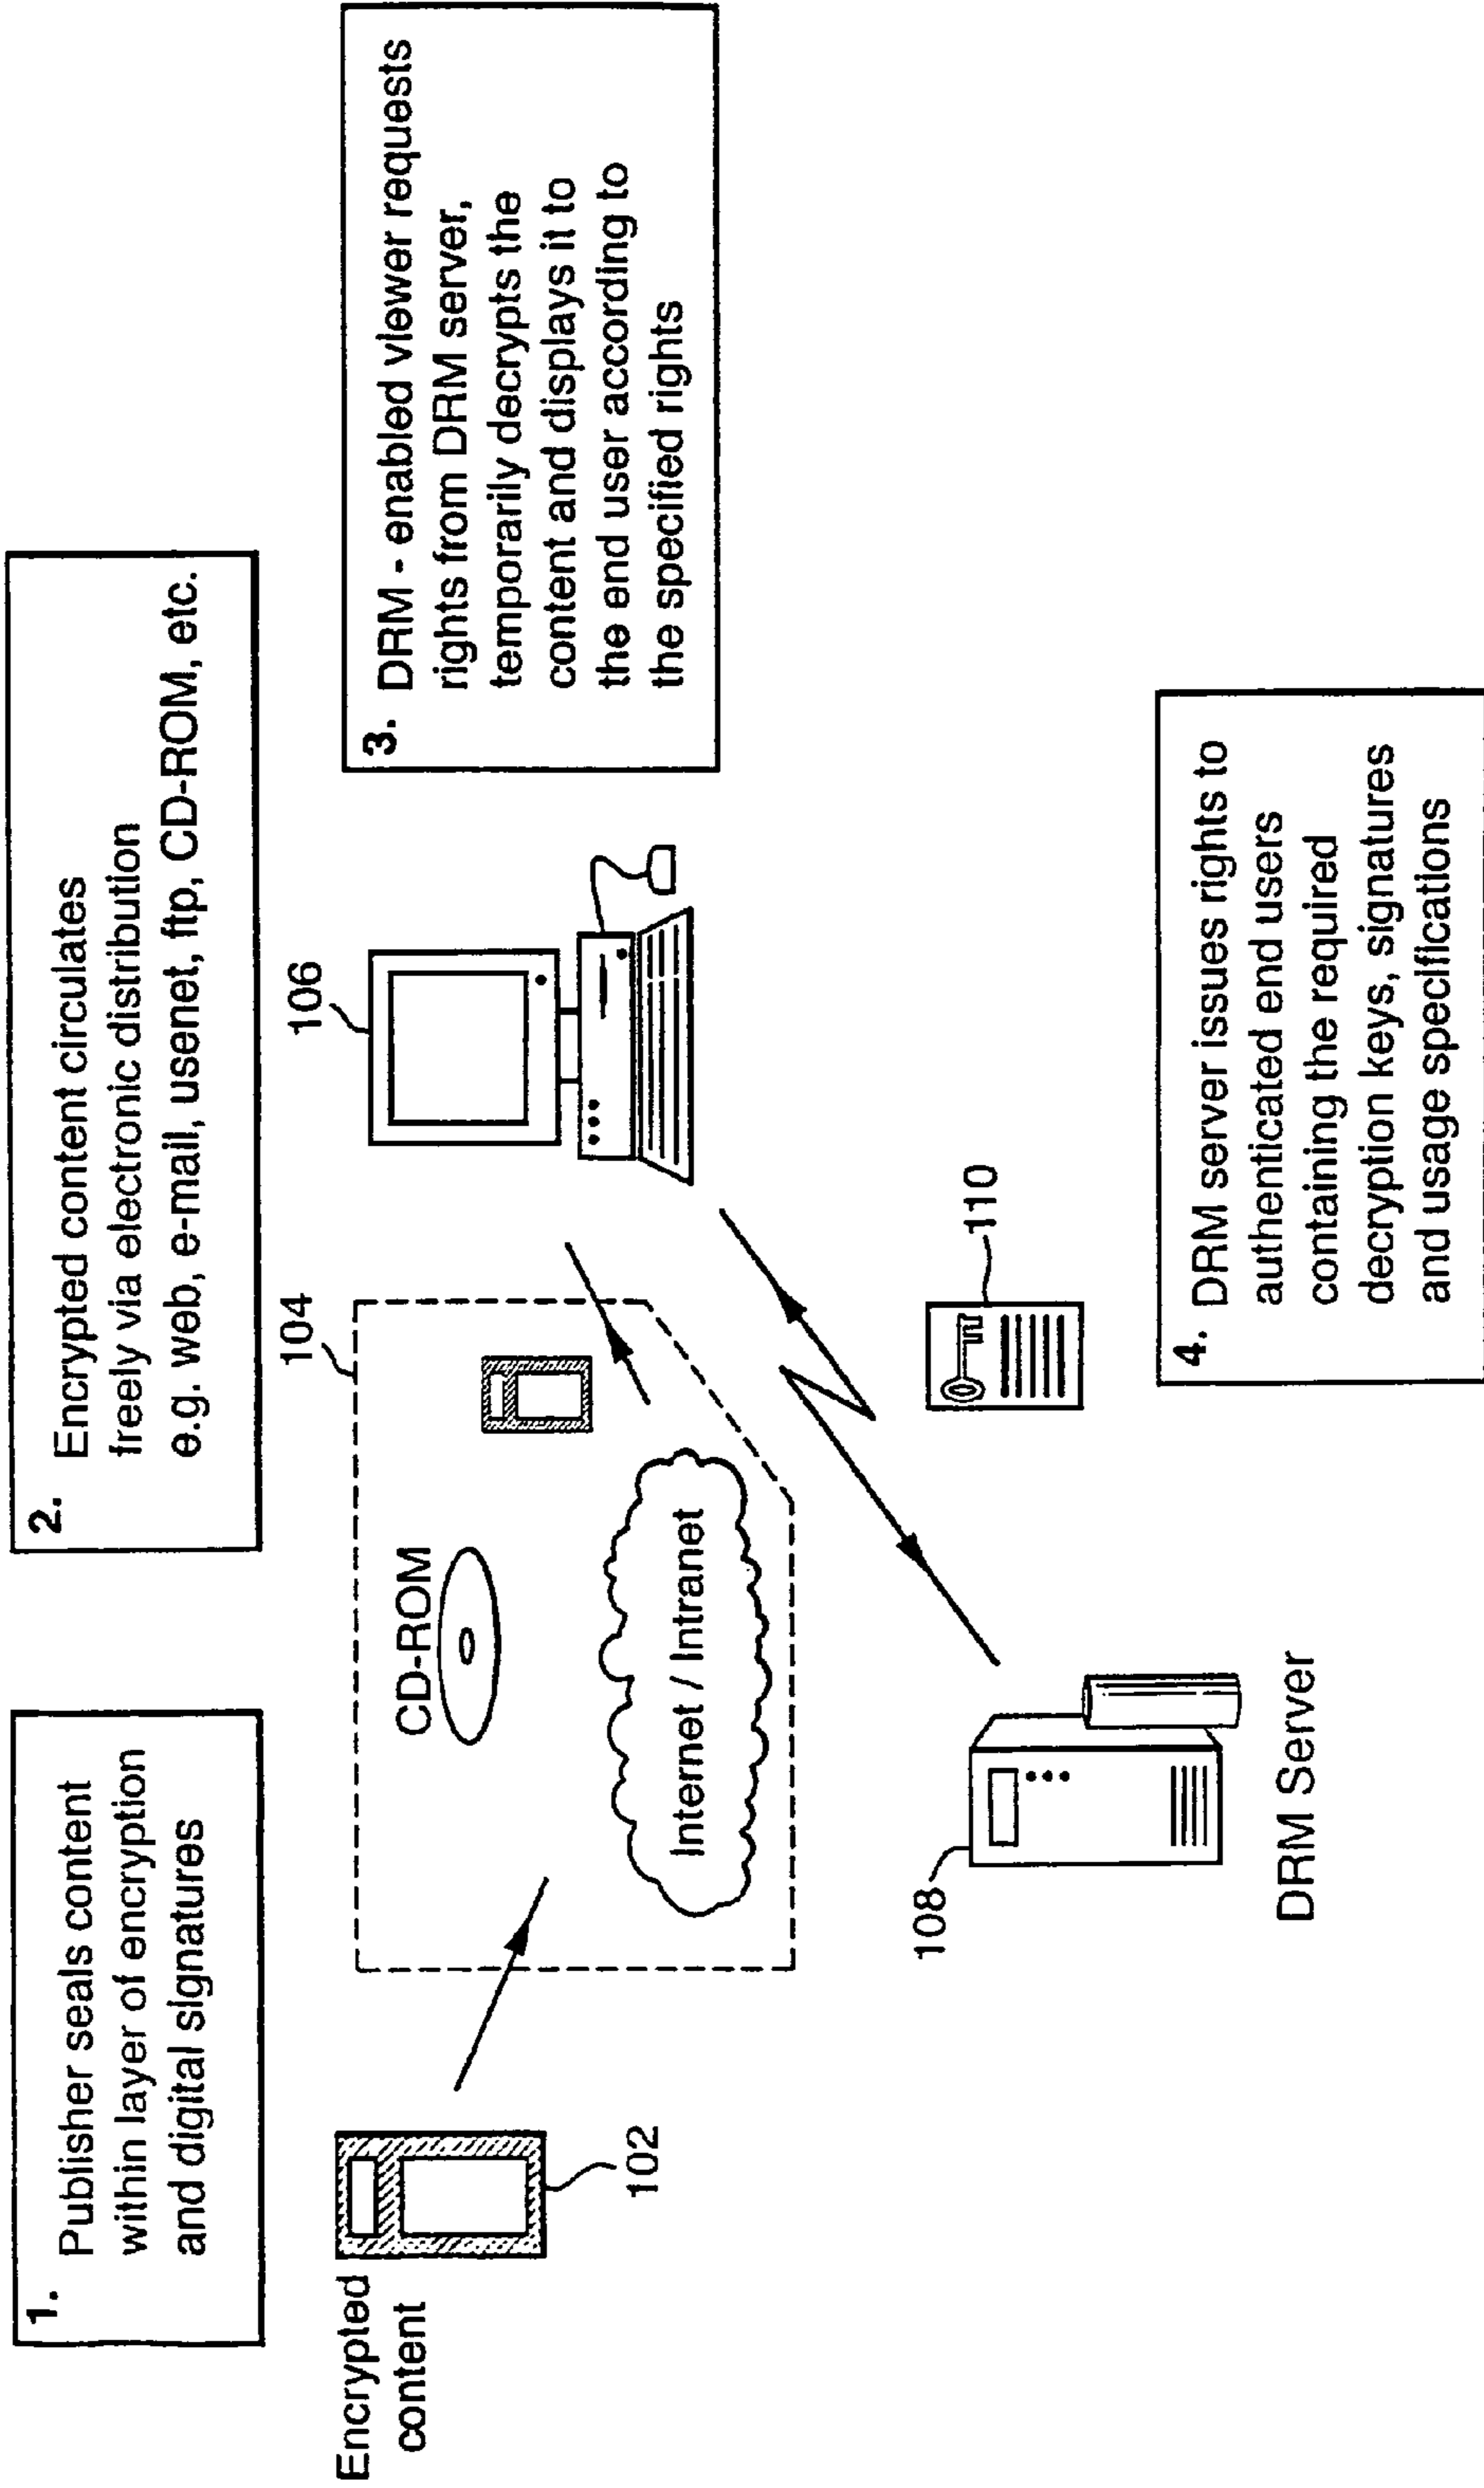 1. Publisher seals content
within layer of encryption
and digital signatures
2. Encrypted content circulates
freely via electronic distribution
e.g. web, e-mail, usenet, ftp, CD-ROM, etc.
3. DRM - enabled viewer requests
rights from DRM server,
temporarily decrypts the
content and displays it to
the end user according to
the specified rights
Encrypted
content
102
104
CD-ROM
Internet / Intranet
106
108
DRM Server
110
4. DRM server issues rights to
authenticated end users
containing the required
decryption keys, signatures
and usage specifications